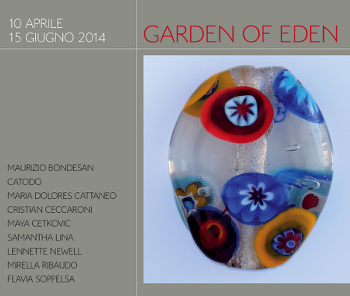 10 APRILE
15 GIUGNO 2014
GARDEN OF EDEN
MAURIZIO BONDESAN
CATODO
MARIA DOLORES CATTANEO
CRISTIAN CECCARONI
MAYA CETKOVIC
SAMANTHA LINA
LENNETTE NEWELL
MIRELLA RIBAUDO
FLAVIA SOPPELSA